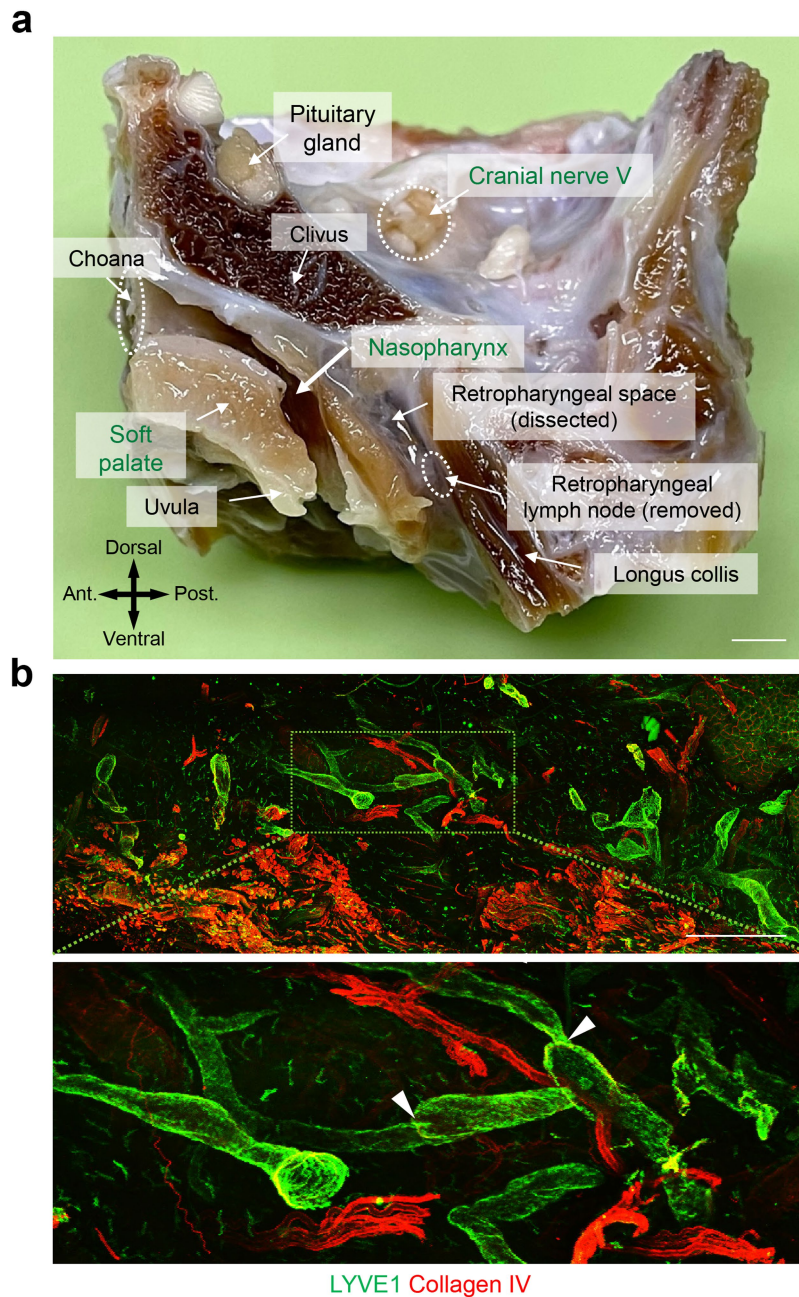 a
Pituitary
gland
Cranial nerve V
Clivus
Choana
Nasopharynx
Retropharyngeal space
(dissected)
Soft
palate
Uvula
Retropharyngeal
lymph node (removed)
Longus collis
Dorsal
Ant.
Post.
Ventral
b
LYVE1 Collagen IV